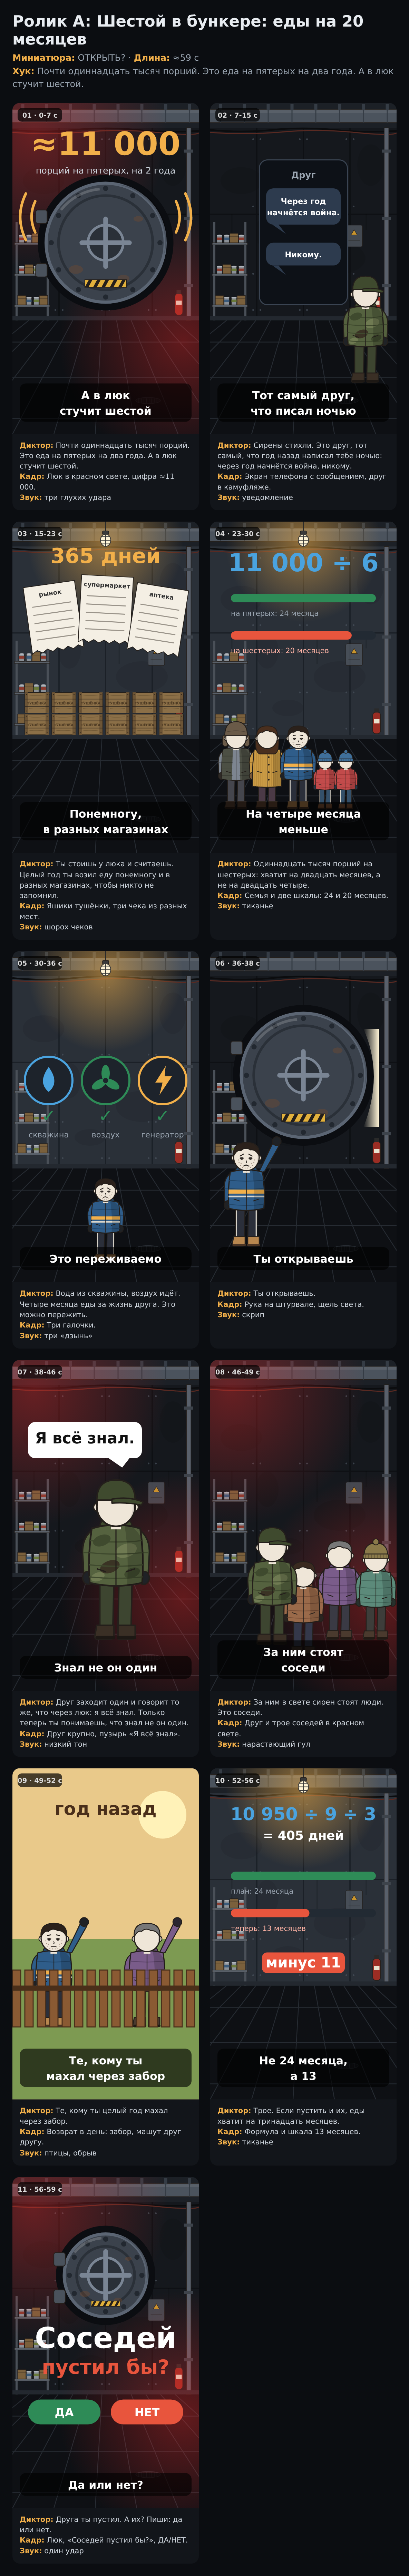 Ролик А: Шестой в бункере: еды на 20
месяцев
Миниатюра: ОТКРЫТЬ? · Длина: ≈59 с
Хук: Почти одиннадцать тысяч порций. Это еда на пятерых на два года. А в люк
стучит шестой.
01 · 0-7 с
≈11 000
порций на пятерых, на 2 года
А в люк
стучит шестой
Диктор: Почти одиннадцать тысяч порций.
Это еда на пятерых на два года. А в люк
стучит шестой.
Кадр: Люк в красном свете, цифра ≈11
000.
Звук: три глухих удара
02 · 7-15 с
Друг
Через год
начнётся война.
Никому.
Тот самый друг,
что писал ночью
Диктор: Сирены стихли. Это друг, тот
самый, что год назад написал тебе ночью:
через год начнётся война, никому.
Кадр: Экран телефона с сообщением, друг
в камуфляже.
Звук: уведомление
03 · 15-23 с
365 дней
рынок
супермаркет
аптека
Понемногу,
в разных магазинах
Диктор: Ты стоишь у люка и считаешь.
Целый год ты возил еду понемногу и в
разных магазинах, чтобы никто не
запомнил.
Кадр: Ящики тушёнки, три чека из разных
мест.
Звук: шорох чеков
04 · 23-30 с
11 000 ÷ 6
на пятерых: 24 месяца
на шестерых: 20 месяцев
На четыре месяца
меньше
Диктор: Одиннадцать тысяч порций на
шестерых: хватит на двадцать месяцев, а
не на двадцать четыре.
Кадр: Семья и две шкалы: 24 и 20 месяцев.
Звук: тиканье
05 · 30-36 с
✓
✓
✓
скважина
воздух
генератор
Это переживаемо
Диктор: Вода из скважины, воздух идёт.
Четыре месяца еды за жизнь друга. Это
можно пережить.
Кадр: Три галочки.
Звук: три «дзынь»
06 · 36-38 с
Ты открываешь
Диктор: Ты открываешь.
Кадр: Рука на штурвале, щель света.
Звук: скрип
07 · 38-46 с
Я всё знал.
Знал не он один
Диктор: Друг заходит один и говорит то
же, что через люк: я всё знал. Только
теперь ты понимаешь, что знал не он один.
Кадр: Друг крупно, пузырь «Я всё знал».
Звук: низкий тон
08 · 46-49 с
За ним стоят
соседи
Диктор: За ним в свете сирен стоят люди.
Это соседи.
Кадр: Друг и трое соседей в красном
свете.
Звук: нарастающий гул
09 · 49-52 с
год назад
Те, кому ты
махал через забор
Диктор: Те, кому ты целый год махал
через забор.
Кадр: Возврат в день: забор, машут друг
другу.
Звук: птицы, обрыв
10 · 52-56 с
10 950 ÷ 9 ÷ 3
= 405 дней
план: 24 месяца
теперь: 13 месяцев
минус 11
Не 24 месяца,
а 13
Диктор: Трое. Если пустить и их, еды
хватит на тринадцать месяцев.
Кадр: Формула и шкала 13 месяцев.
Звук: тиканье
11 · 56-59 с
Соседей
пустил бы?
ДА
НЕТ
Да или нет?
Диктор: Друга ты пустил. А их? Пиши: да
или нет.
Кадр: Люк, «Соседей пустил бы?», ДА/НЕТ.
Звук: один удар